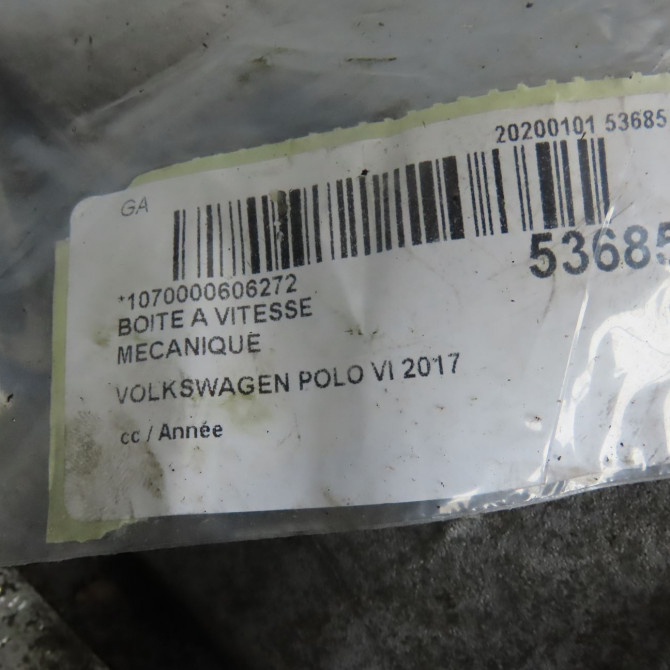 20200101 53685
GA
53685
*1070000606272
BOITE A VITESSE
MECANIQUE
VOLKSWAGEN POLO VI 2017
cc / Année